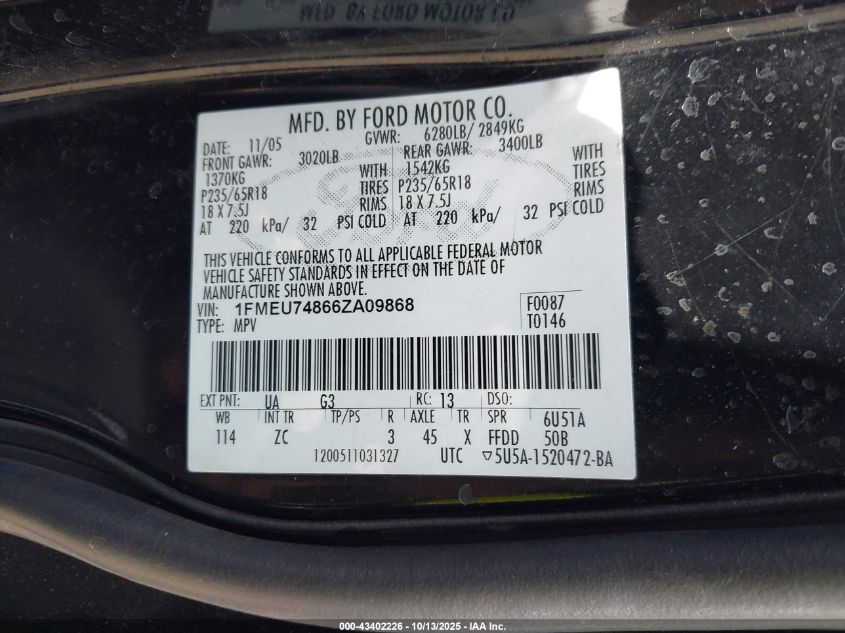 MFD. BY FORD MOTOR CO.
MFD. BY FORD MOTOR CO.
DATE: 11/05 GVWR: 6280LB/ 2849KG
FRONT GAWR: 3020LB REAR GAWR: 3400LB
1370KG WITH 1542KG WITH
P235/65R18 TIRES P235/65R18 TIRES
18 X 7.5J RIMS 18 X 7.5J RIMS
AT 220 kPa/ 32 PSI COLD AT 220 kPa/ 32 PSI COLD
THIS VEHICLE CONFORMS TO ALL APPLICABLE FEDERAL MOTOR
VEHICLE SAFETY STANDARDS IN EFFECT ON THE DATE OF
MANUFACTURE SHOWN ABOVE.
VIN: 1FMEU74866ZA09868 F0087
TYPE: MPV T0146
EXT PNT: UA G3 RC: 13 DSO:
WB INT TR TP/PS R AXLE TR SPR 6U51A
114 ZC 3 45 X FFDD 50B
1200511031327 UTC ▽5U5A-1520472-BA
000-43402226 | 10/13/2025 | IAA Inc.